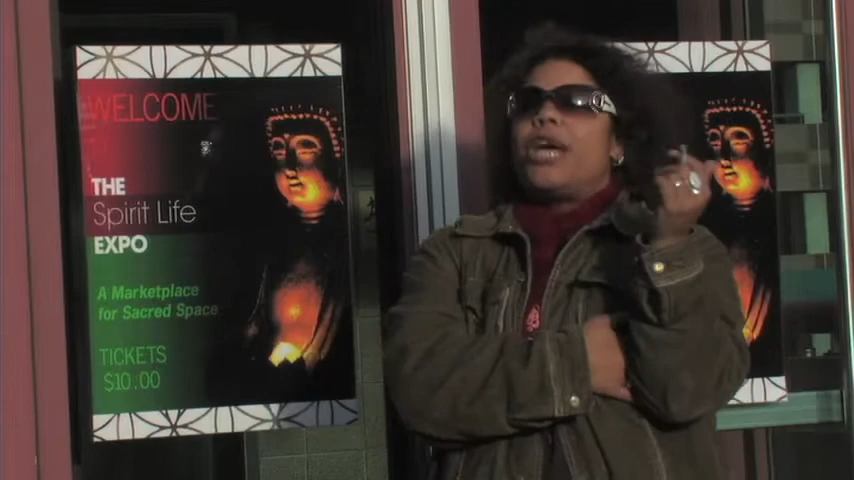 WELCOME
THE
Spirit Life
EXPO
A Marketplace
for Sacred Space
TICKETS
$10.00